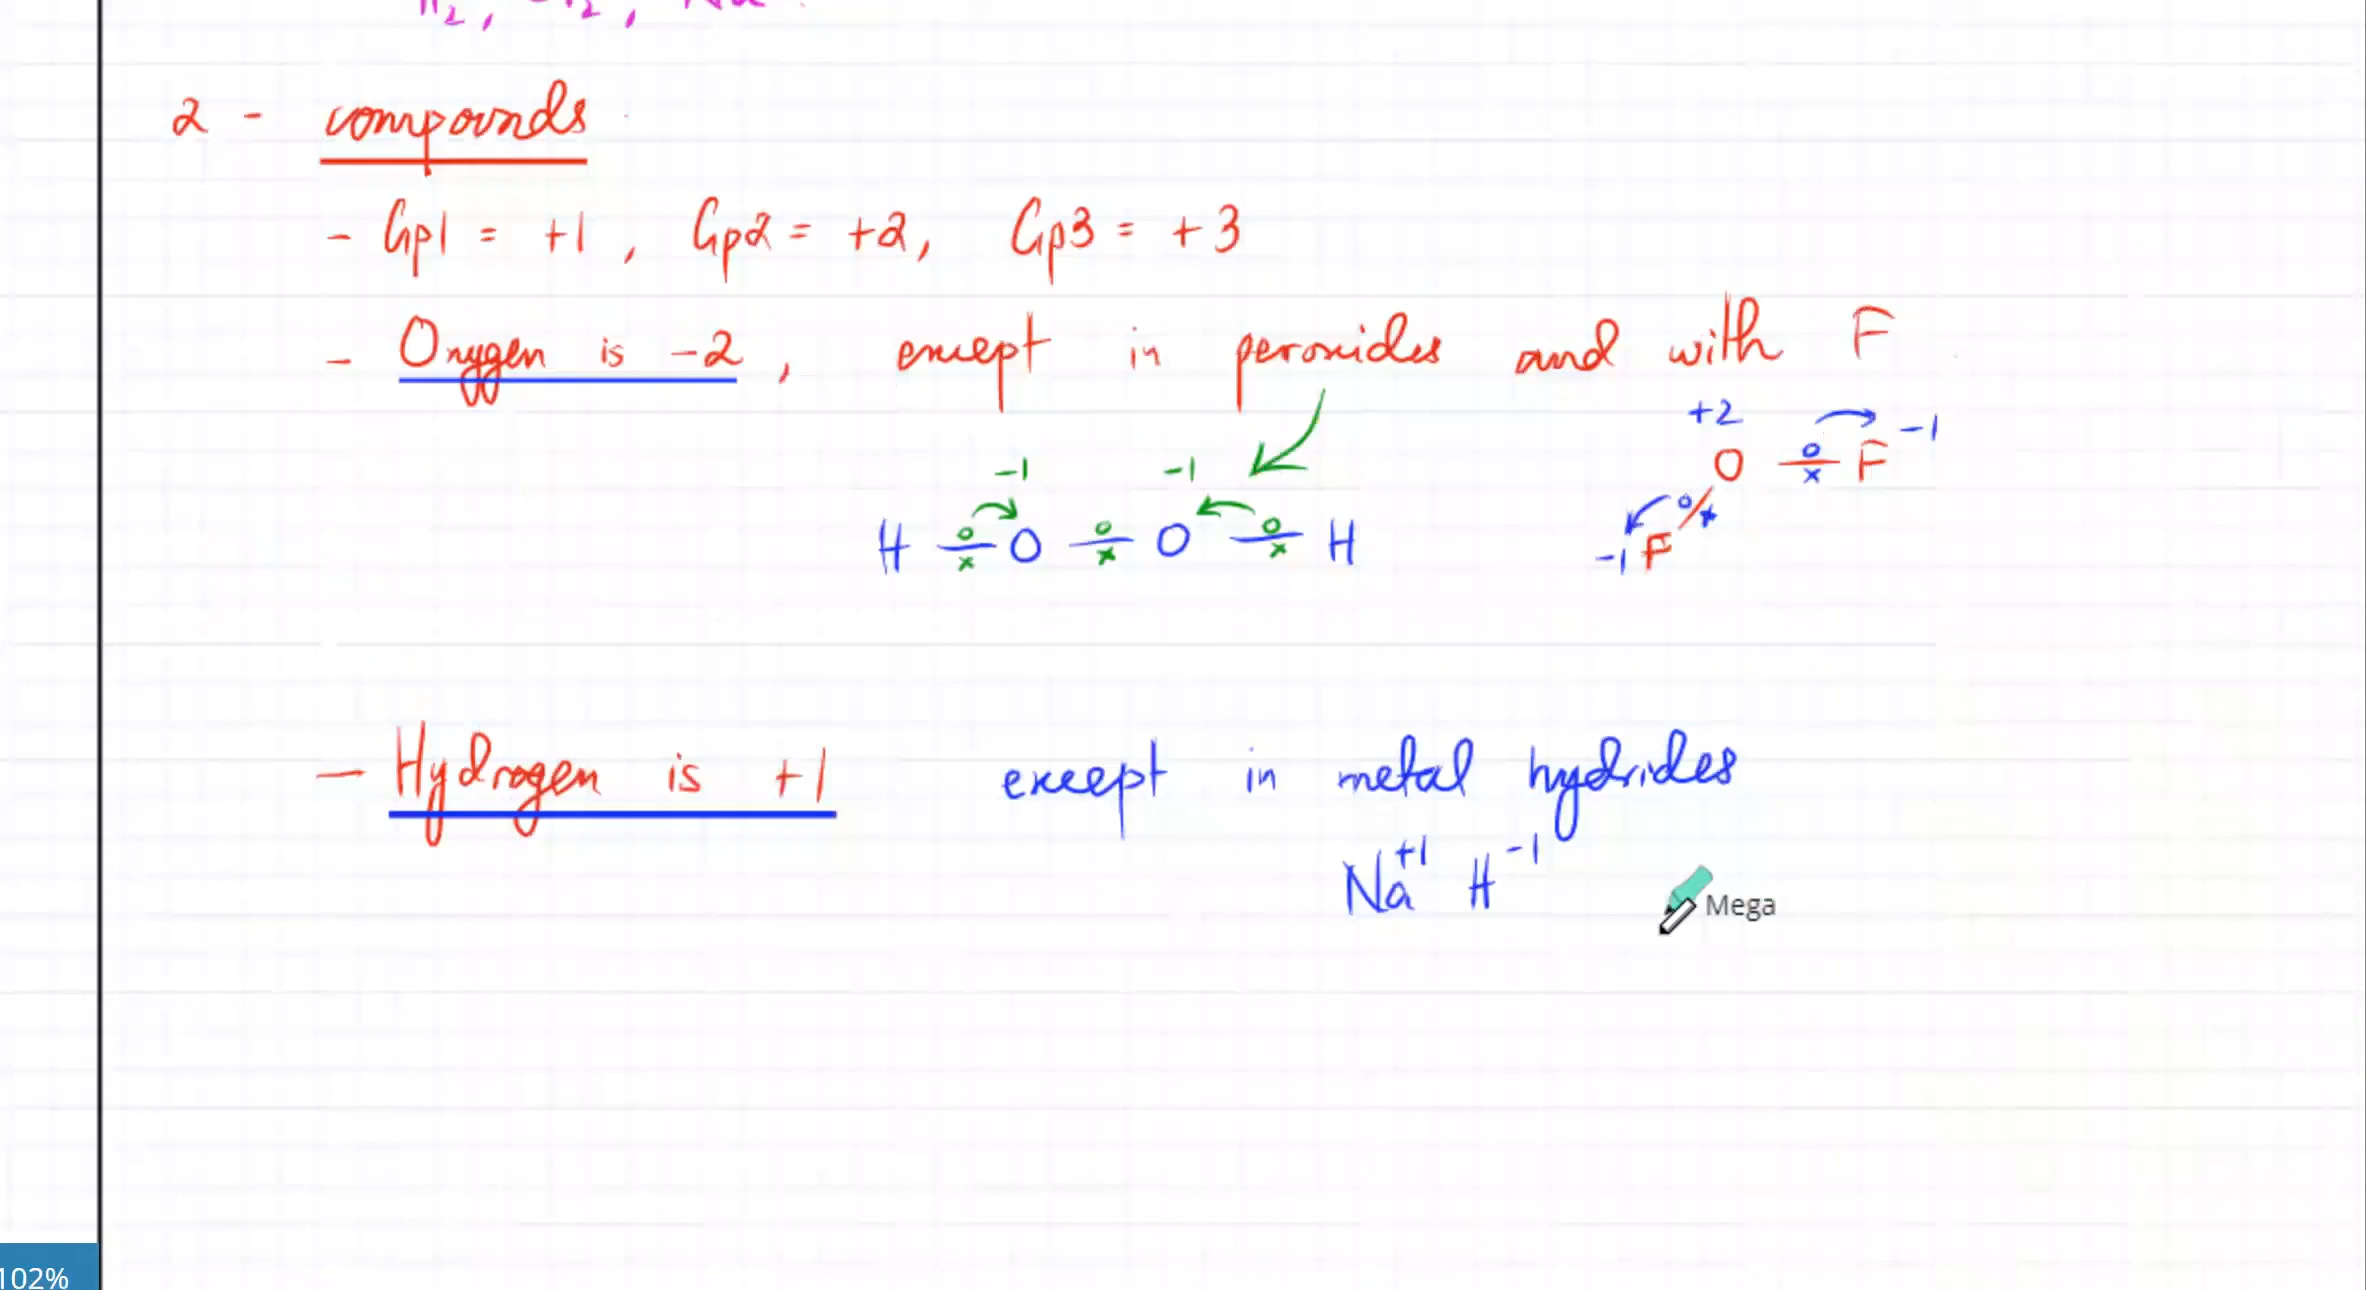 2 - compounds
- Gp1 = +1, Gp2 = +2, Gp3 = +3
- Oxygen is -2, except in peroxides and with F
+2 -1
-1 -1 O F
H O O H -1 F
- Hydrogen is +1 except in metal hydrides
Na+1 H-1
Mega
102%